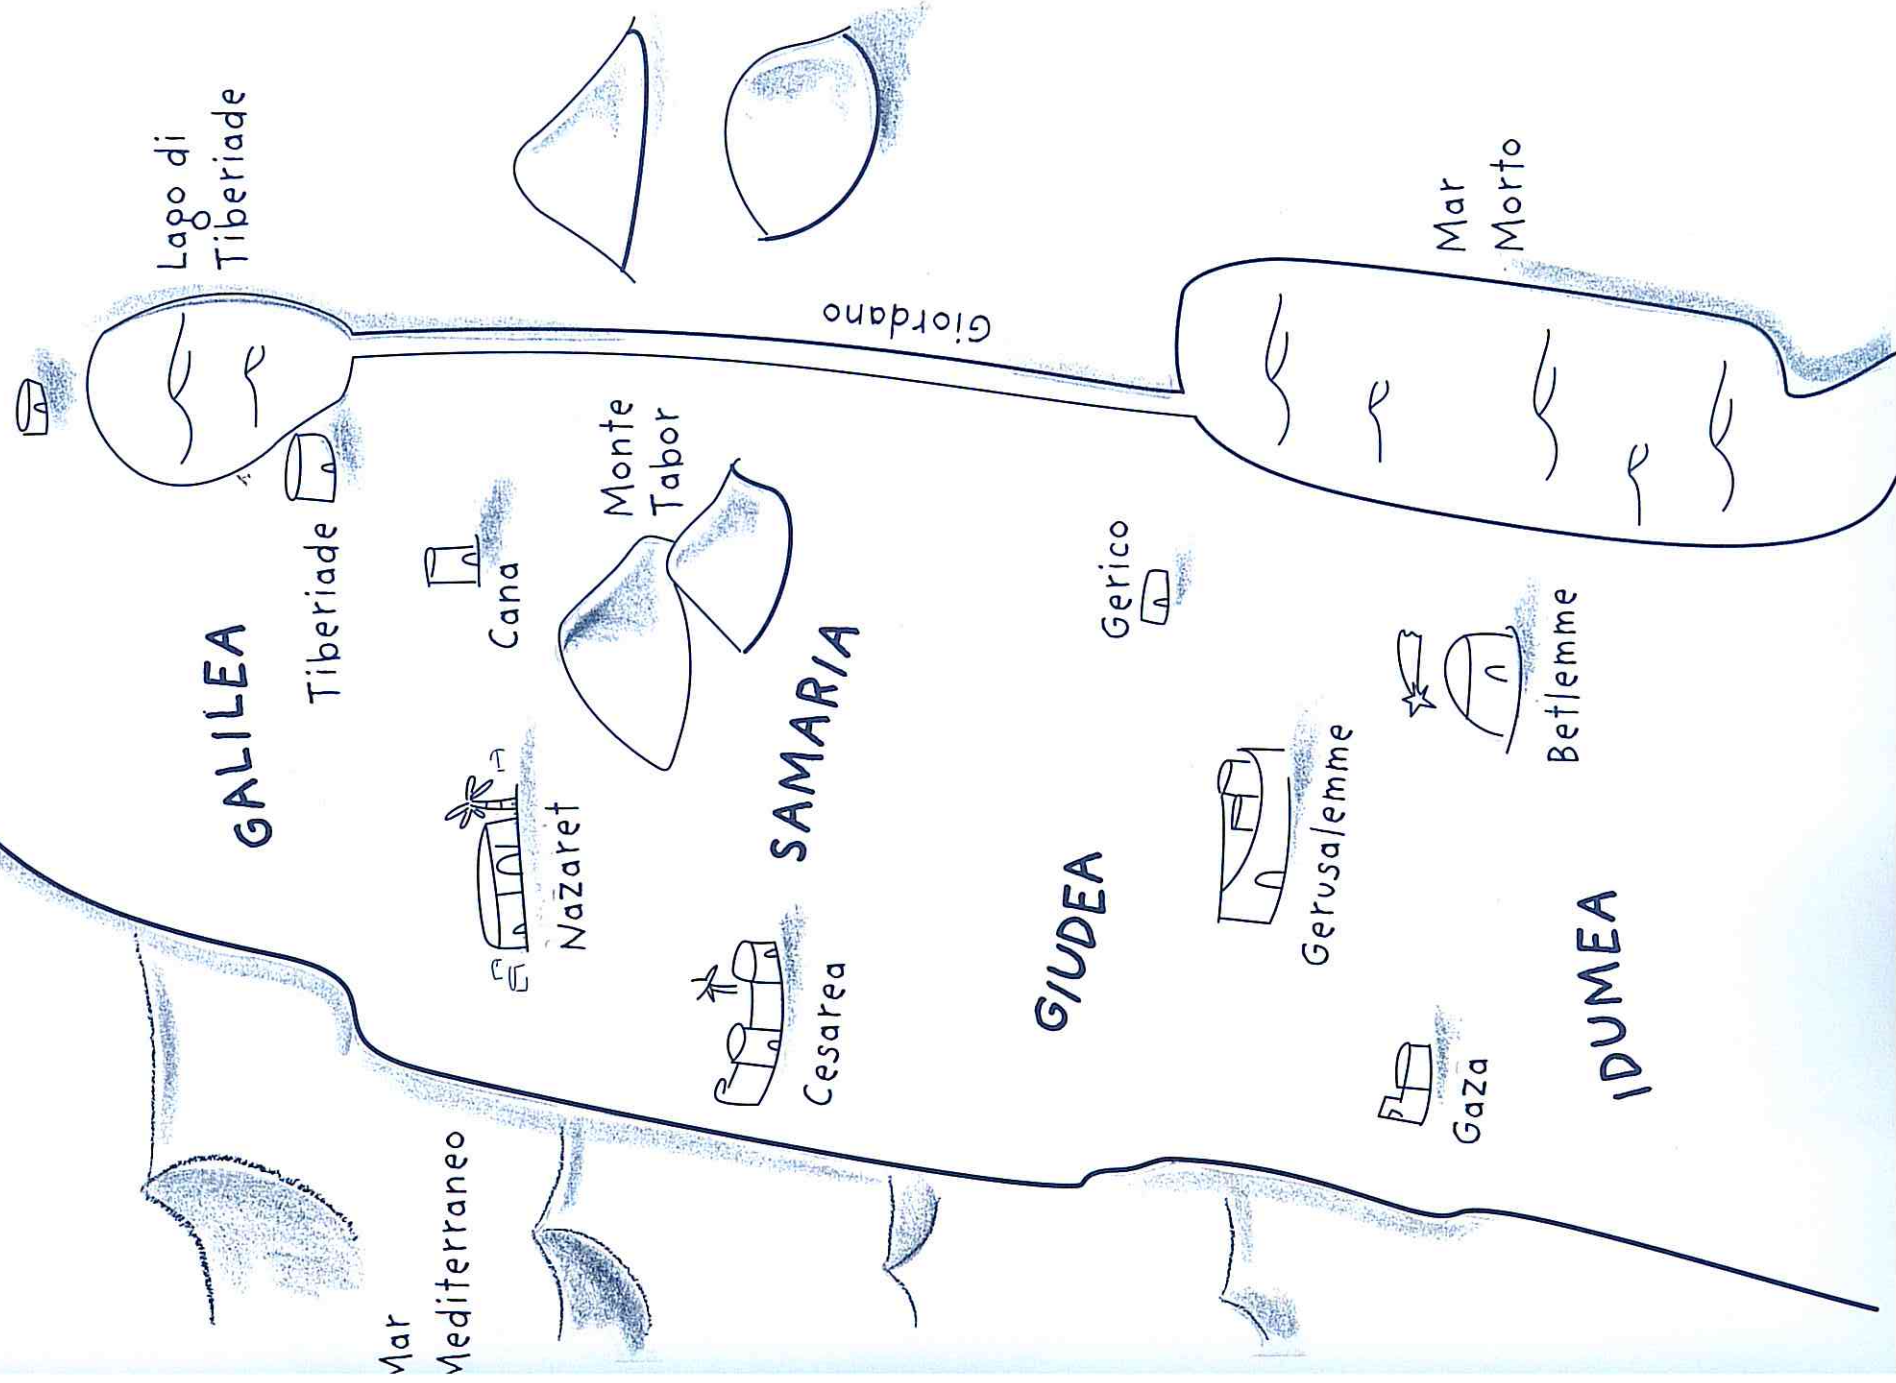 Lago di
Tiberiade
GALILEA
Tiberiade
Cana
Nazaret
Monte
Tabor
SAMARIA
Cesarea
Mar
Mediterraneo
Giordano
GIUDEA
Gerico
Gerusalemme
Betlemme
Mar
Morto
Gaza
IDUMEA